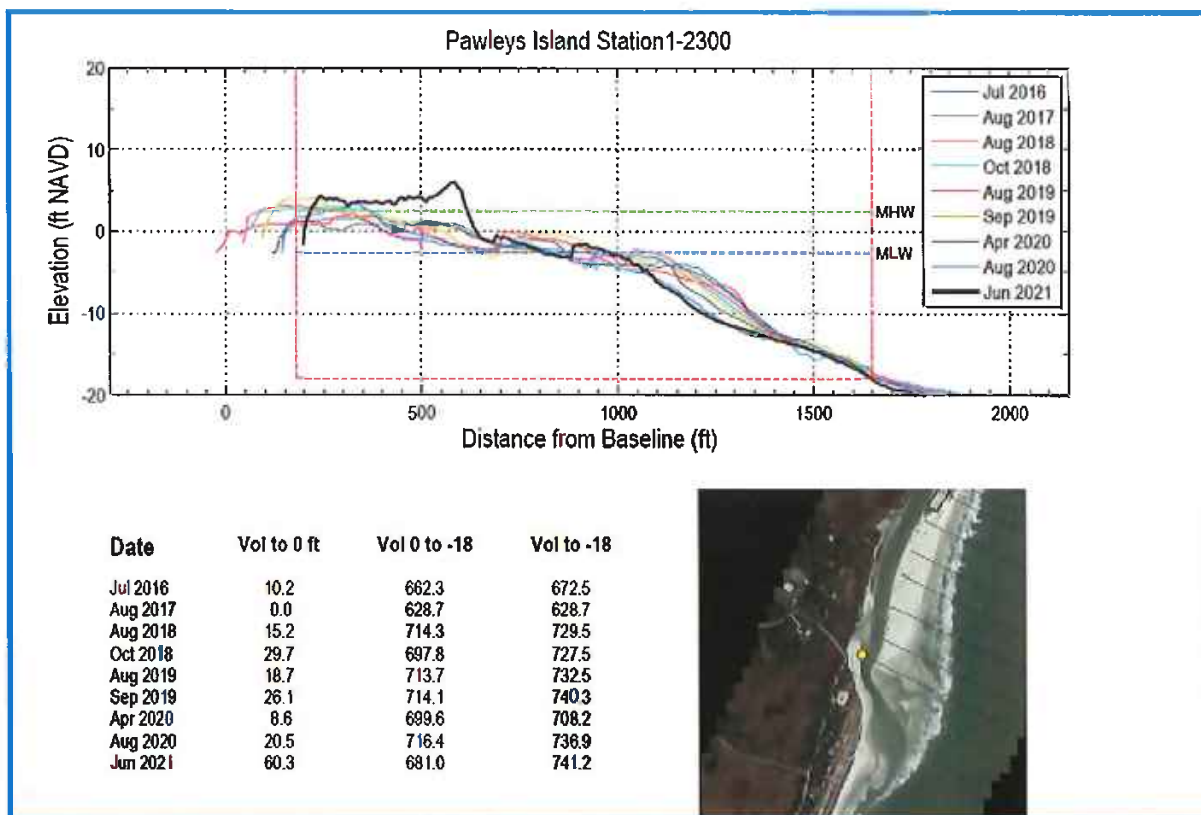 Pawleys Island Station1-2300
20
10
0
-10
-20
Elevation (ft NAVD)
MHW
MLW
Jul 2016
Aug 2017
Aug 2018
Oct 2018
Aug 2019
Sep 2019
Apr 2020
Aug 2020
Jun 2021
0 500 1000 1500 2000
Distance from Baseline (ft)
Date Vol to 0 ft Vol 0 to -18 Vol to -18
Jul 2016 10.2 662.3 672.5
Aug 2017 0.0 628.7 628.7
Aug 2018 15.2 714.3 729.5
Oct 2018 29.7 697.8 727.5
Aug 2019 18.7 713.7 732.5
Sep 2019 26.1 714.1 740.3
Apr 2020 8.6 699.6 708.2
Aug 2020 20.5 716.4 736.9
Jun 2021 60.3 681.0 741.2